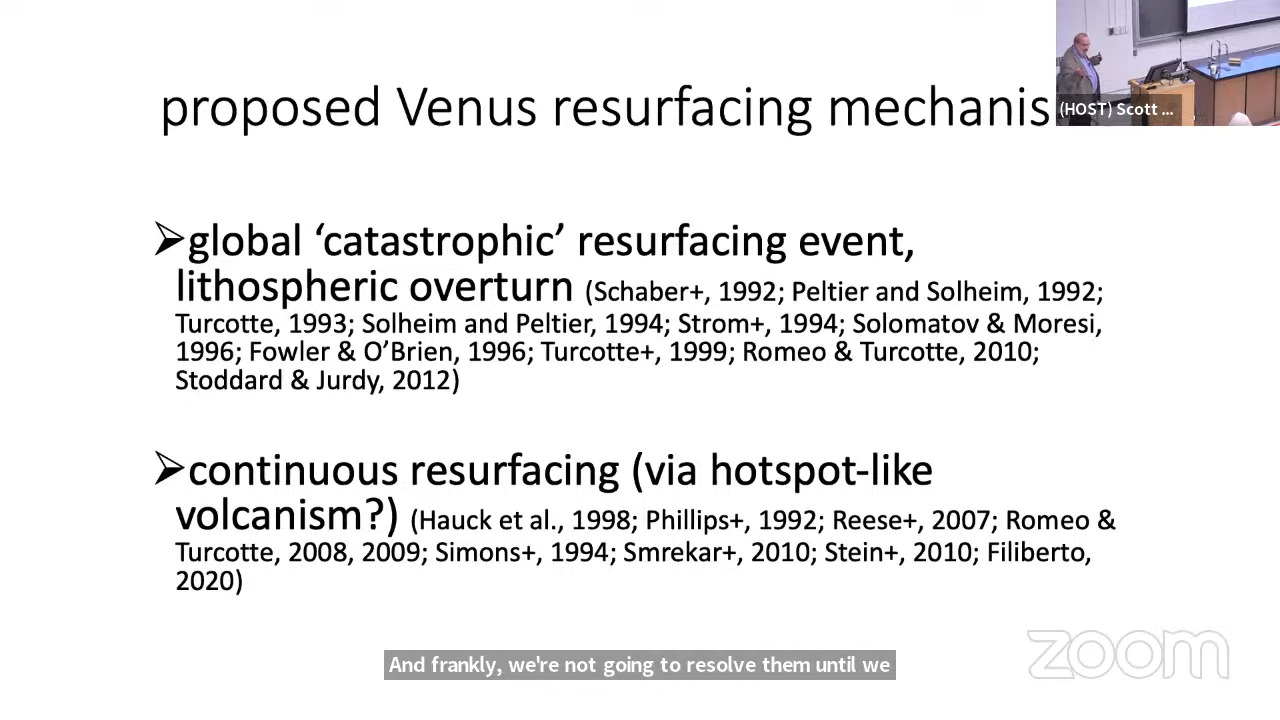 proposed Venus resurfacing mechanis
(HOST) Scott ...
➢global ‘catastrophic’ resurfacing event,
lithospheric overturn (Schaber+, 1992; Peltier and Solheim, 1992;
Turcotte, 1993; Solheim and Peltier, 1994; Strom+, 1994; Solomatov & Moresi,
1996; Fowler & O’Brien, 1996; Turcotte+, 1999; Romeo & Turcotte, 2010;
Stoddard & Jurdy, 2012)
➢continuous resurfacing (via hotspot-like
volcanism?) (Hauck et al., 1998; Phillips+, 1992; Reese+, 2007; Romeo &
Turcotte, 2008, 2009; Simons+, 1994; Smrekar+, 2010; Stein+, 2010; Filiberto,
2020)
zoom
And frankly, we're not going to resolve them until we